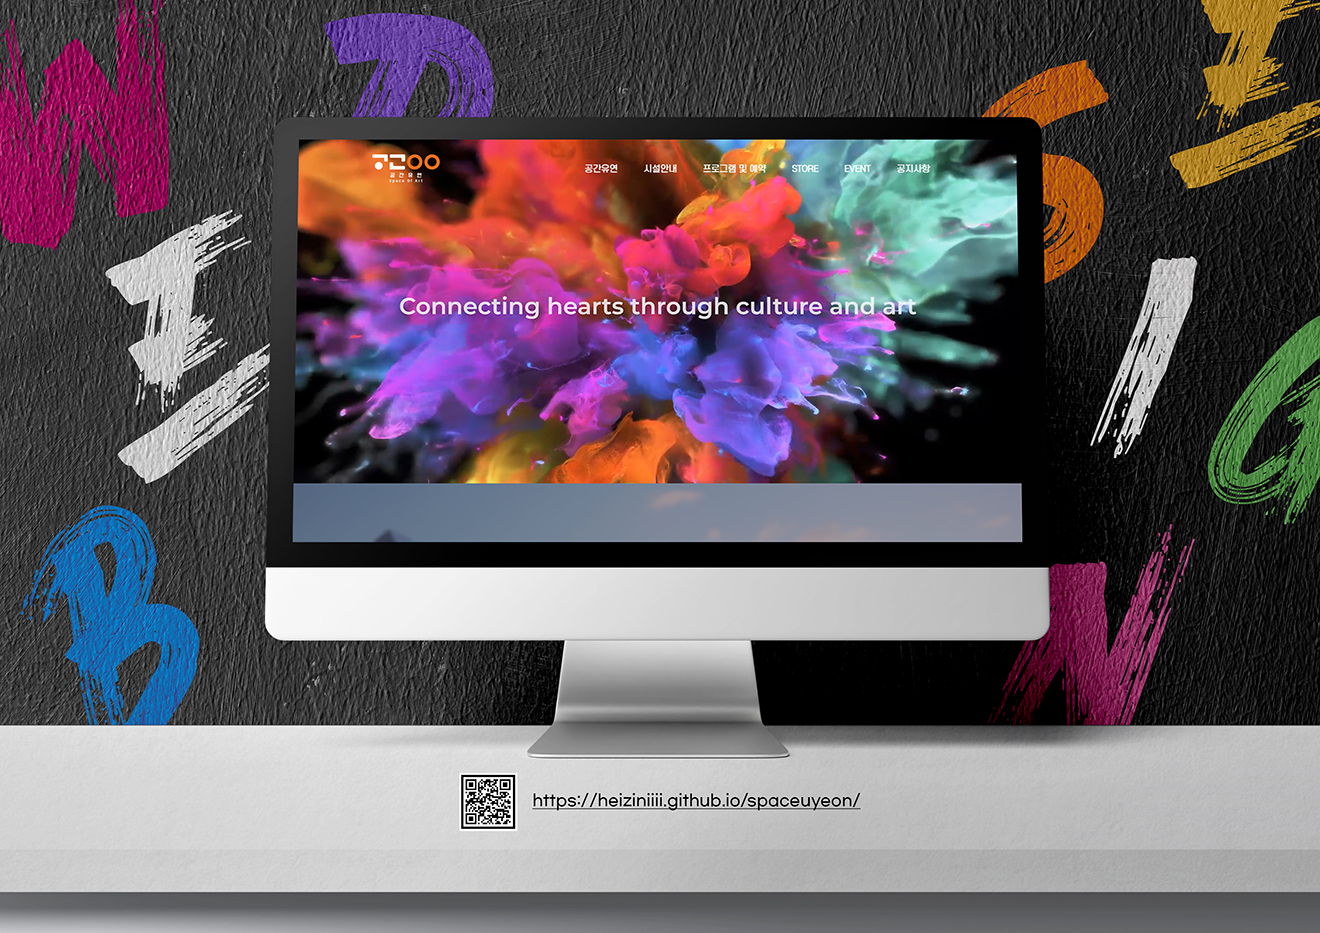 W
D
S
E
공간유연
Space Of Art
공간유연 시설안내 프로그램 및 예약 STORE EVENT 공지사항
E
I
G
Connecting hearts through culture and art
B
N
https://heiziniiii.github.io/spaceuyeon/